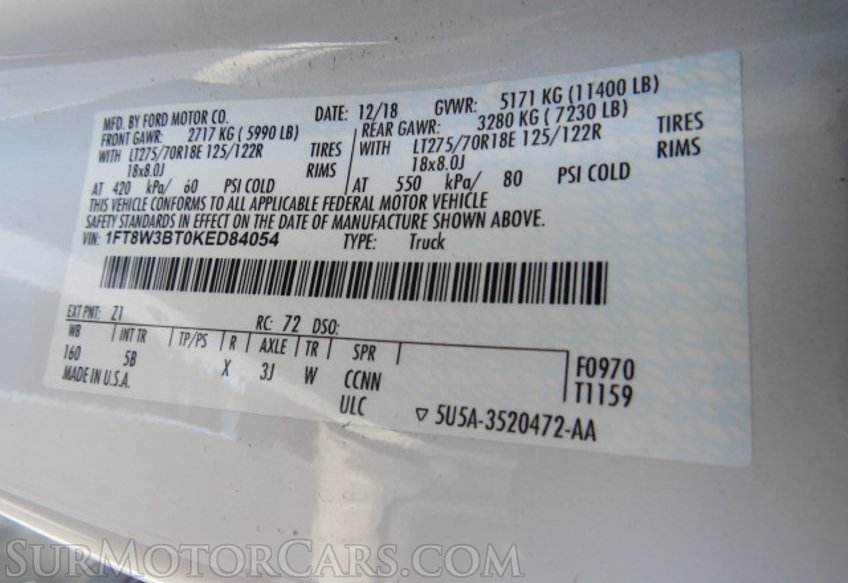 MFD. BY FORD MOTOR CO. DATE: 12/18 GVWR: 5171 KG (11400 LB)
FRONT GAWR: 2717 KG ( 5990 LB) REAR GAWR: 3280 KG ( 7230 LB)
WITH LT275/70R18E 125/122R TIRES WITH LT275/70R18E 125/122R TIRES
18x8.0J RIMS 18x8.0J RIMS
AT 420 kPa/ 60 PSI COLD AT 550 kPa/ 80 PSI COLD
THIS VEHICLE CONFORMS TO ALL APPLICABLE FEDERAL MOTOR VEHICLE
SAFETY STANDARDS IN EFFECT ON THE DATE OF MANUFACTURE SHOWN ABOVE.
VIN: 1FT8W3BT0KED84054 TYPE: Truck
EXT PNT: Z1 RC: 72 DSO:
WB INT TR TP/PS R AXLE TR SPR F0970
160 5B X 3J W CCNN T1159
MADE IN U.S.A. ULC 5U5A-3520472-AA
SURMOTORCARS.COM